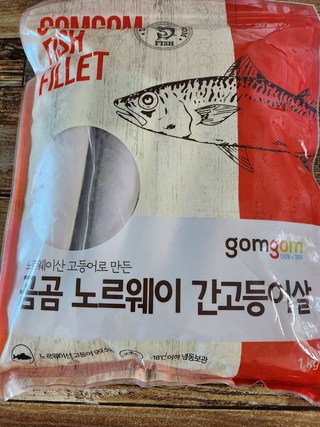 GOMGOM
FISH
FILLET
FISH
gomgom
노르웨이산 고등어로 만든
곰곰 노르웨이 간고등어살
노르웨이산 고등어
-18℃이하 냉동보관
1kg